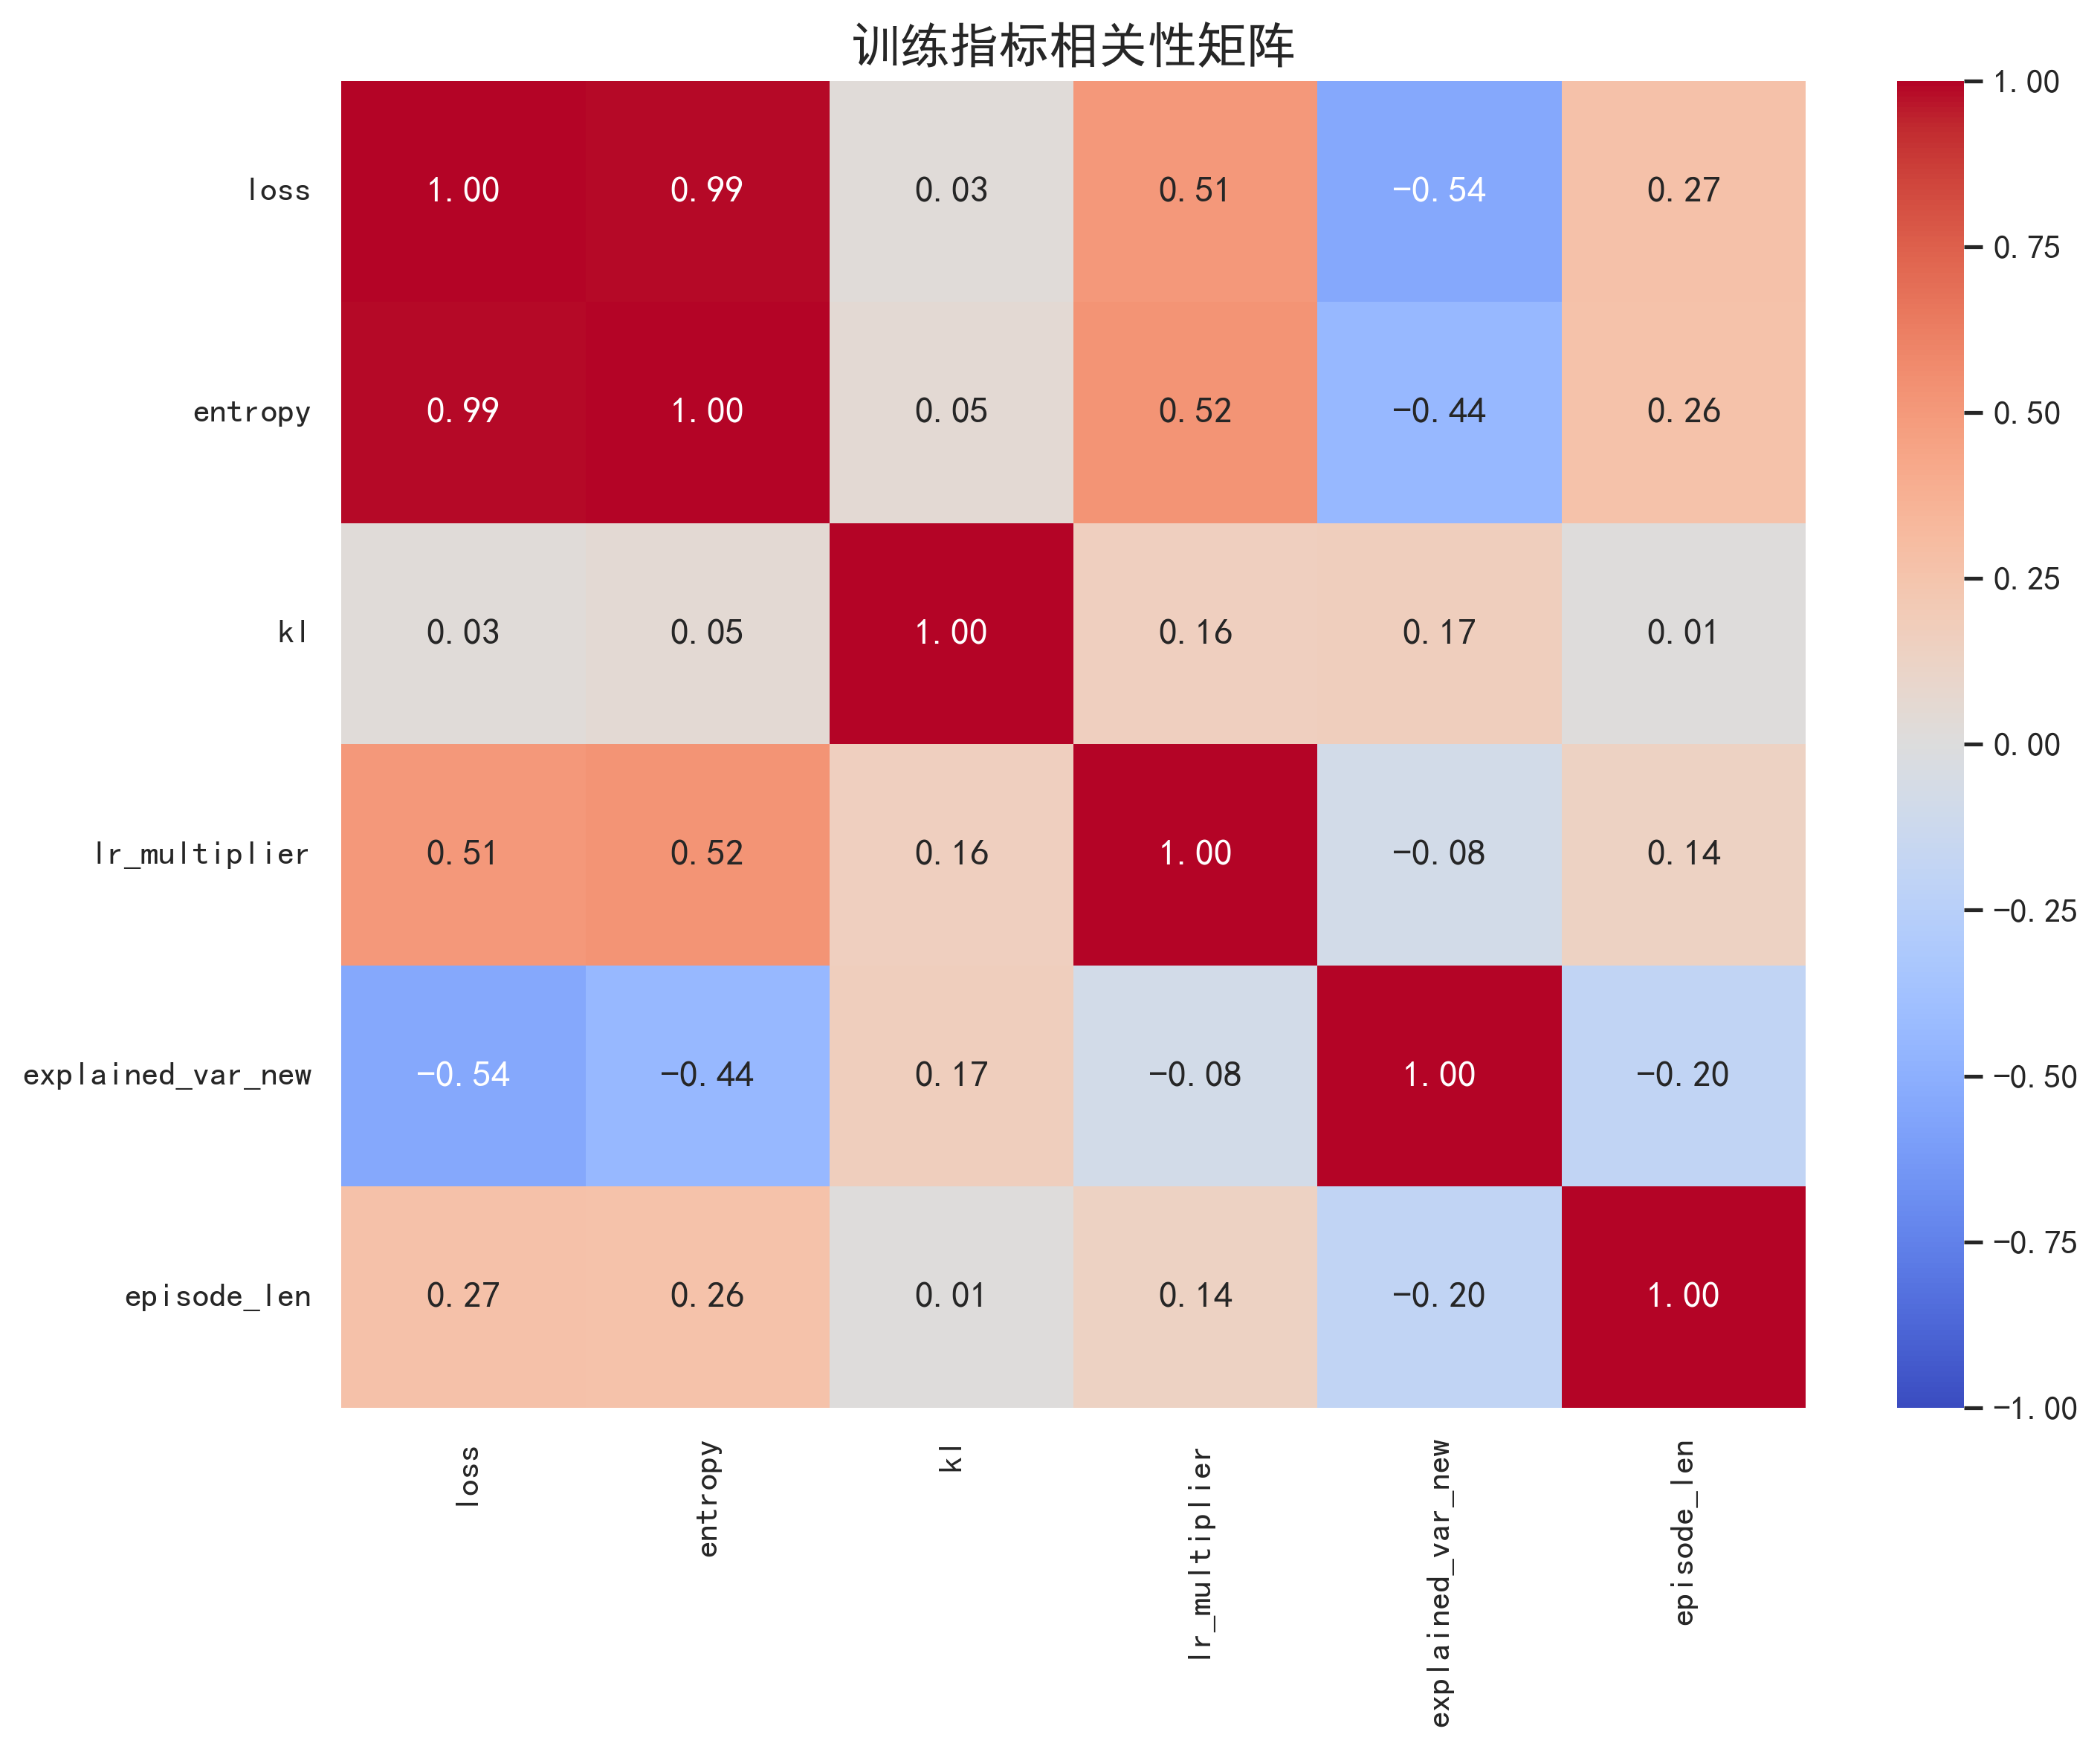 训练指标相关性矩阵
loss 1.00 0.99 0.03 0.51 −0.54 0.27
entropy 0.99 1.00 0.05 0.52 −0.44 0.26
kl 0.03 0.05 1.00 0.16 0.17 0.01
lr_multiplier 0.51 0.52 0.16 1.00 −0.08 0.14
explained_var_new −0.54 −0.44 0.17 −0.08 1.00 −0.20
episode_len 0.27 0.26 0.01 0.14 −0.20 1.00
loss entropy kl lr_multiplier explained_var_new episode_len
1.00
0.75
0.50
0.25
0.00
−0.25
−0.50
−0.75
−1.00